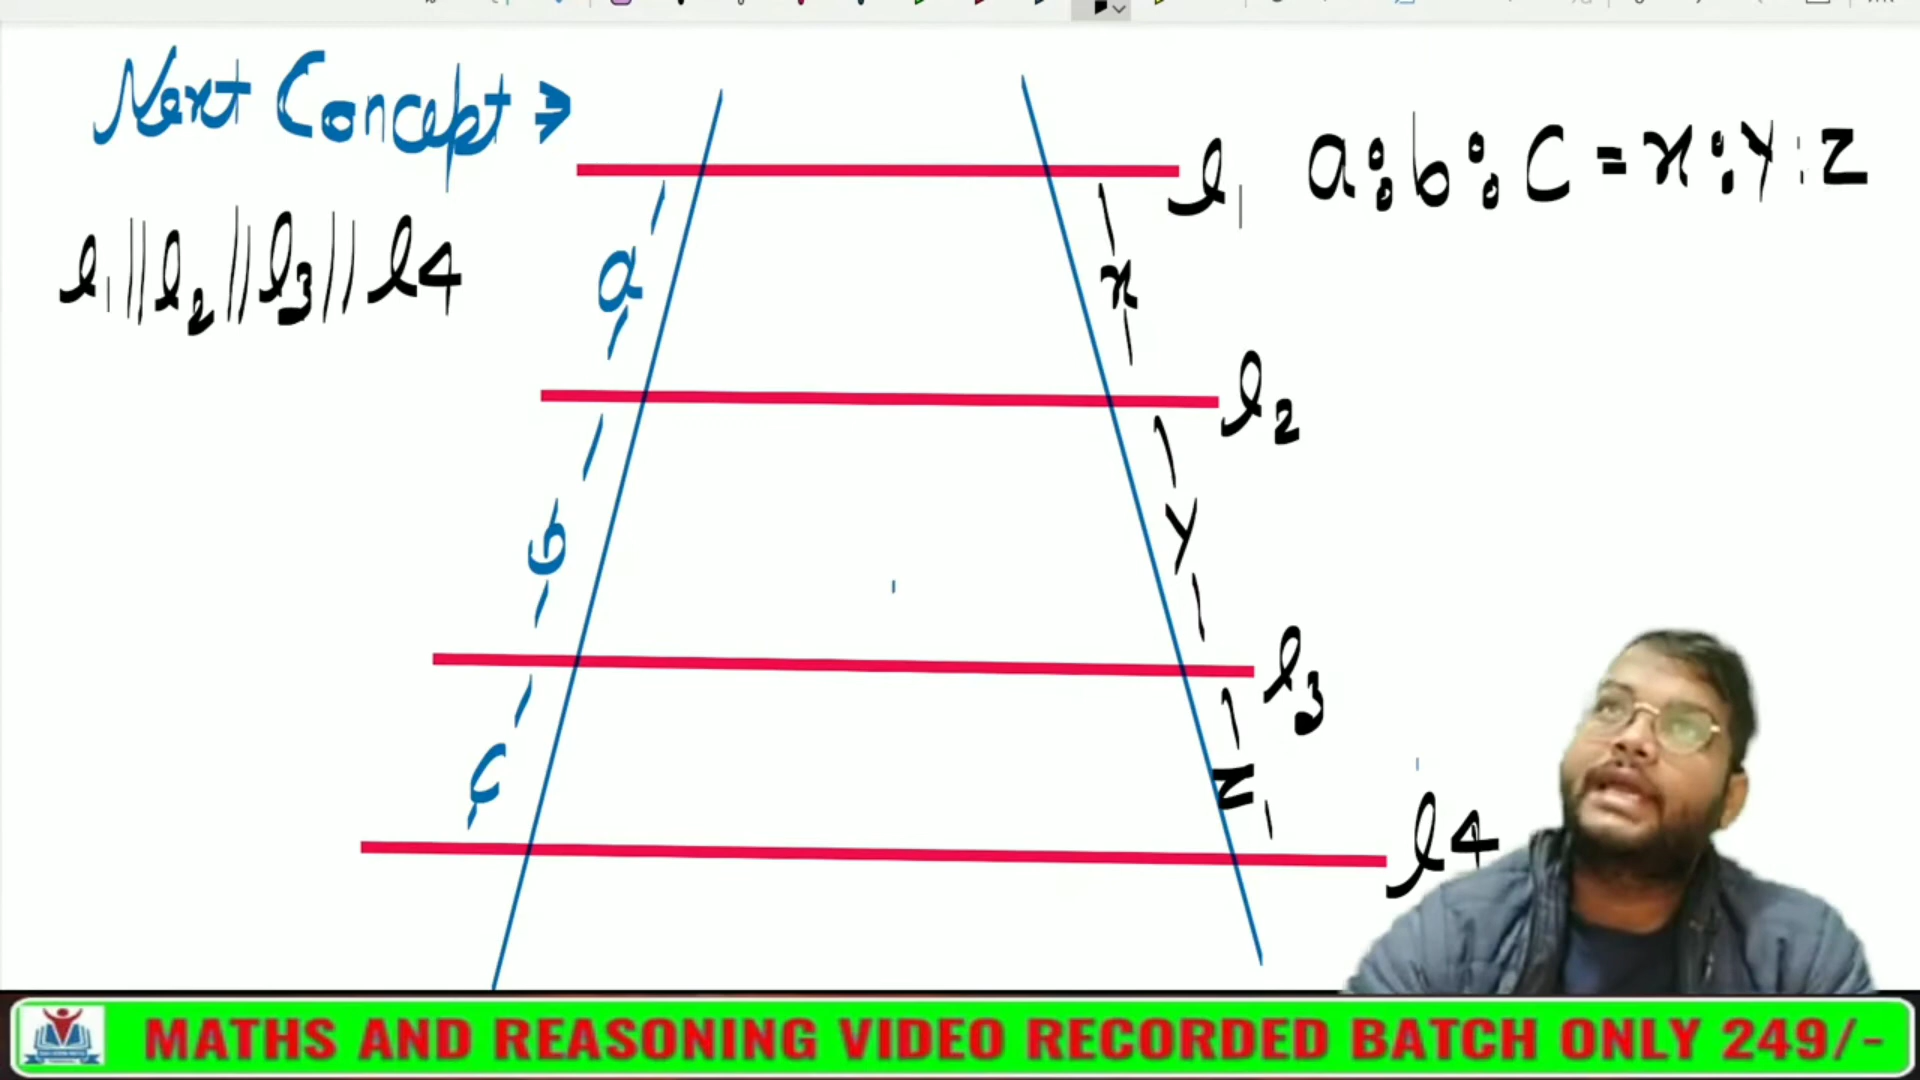 Next Concept ⇒
l₁ a:b:c = x:y:z
l₁||l₂||l₃||l4
a
x
l₂
b
y
l₃
c
z
l4
MATHS AND REASONING VIDEO RECORDED BATCH ONLY 249/-